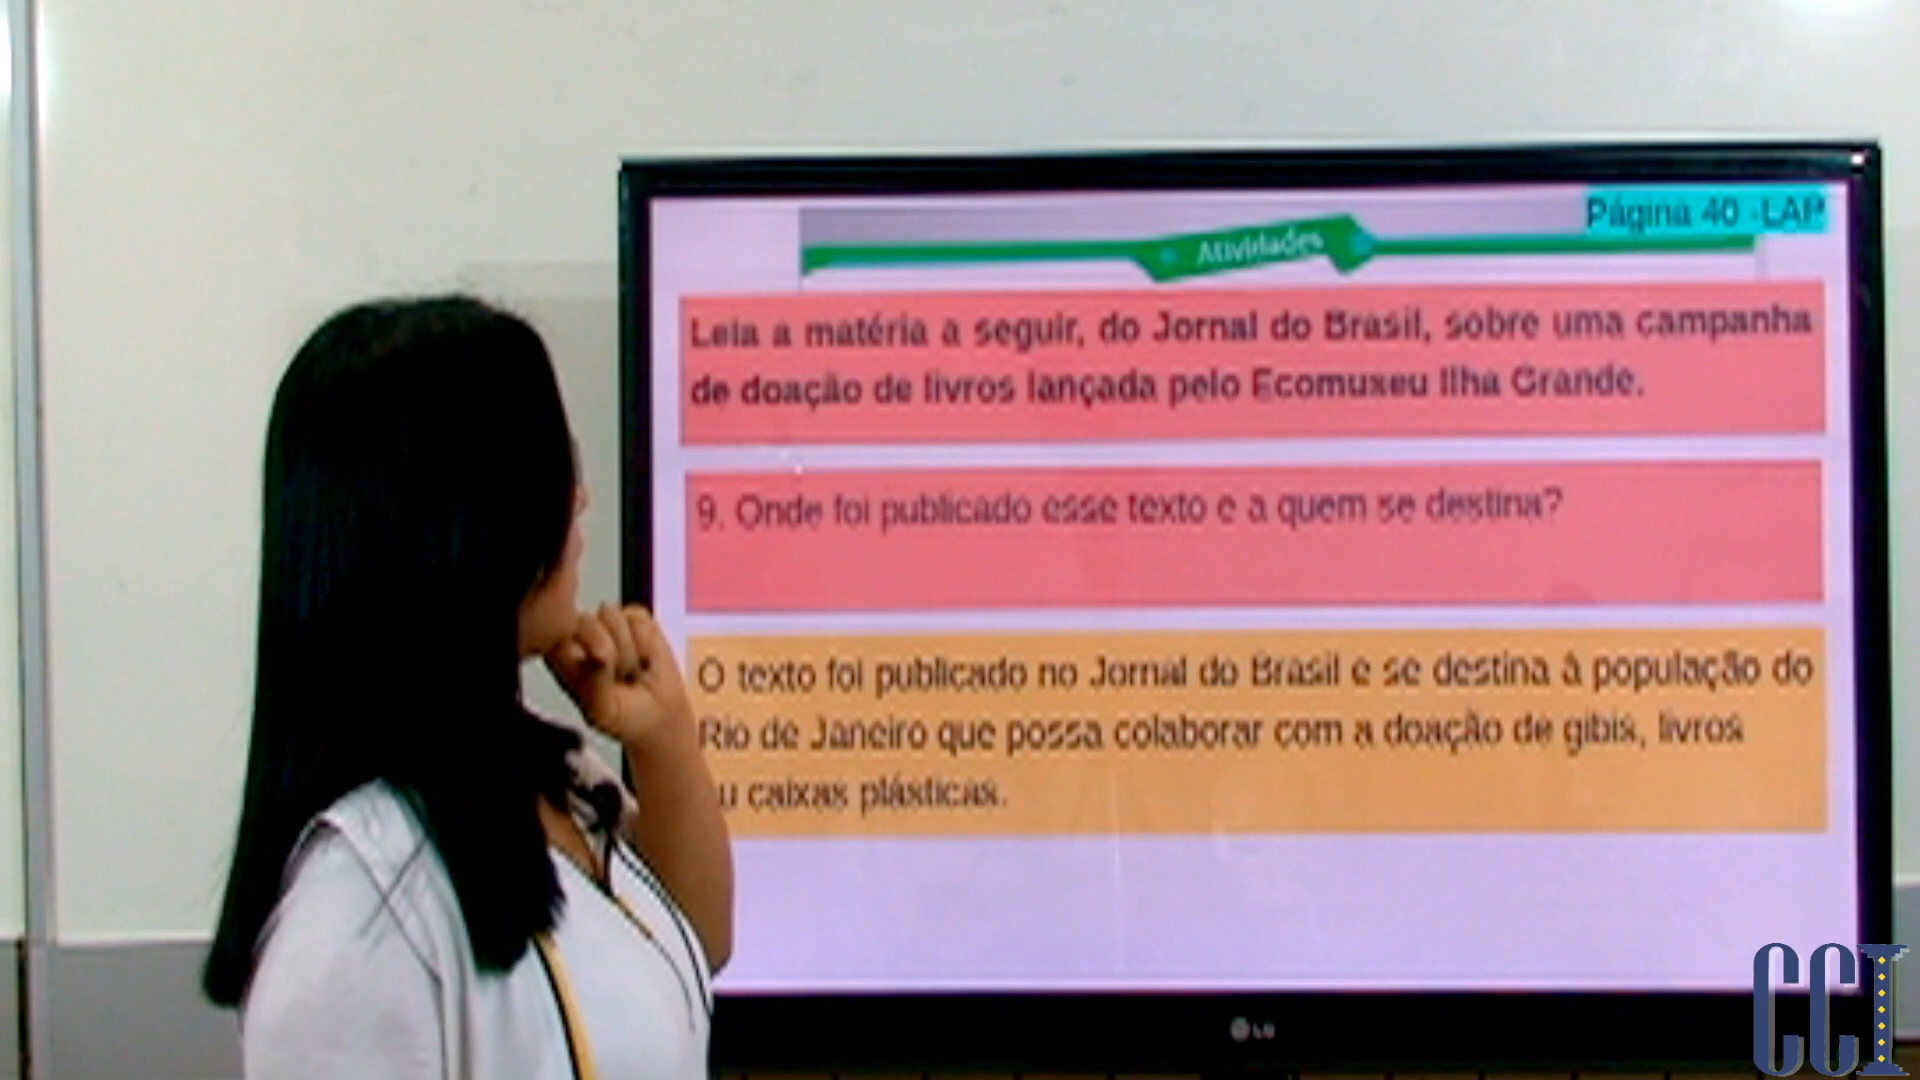 Página 40 -LAP
Atividades
Leia a matéria a seguir, do Jornal do Brasil, sobre uma campanha
de doação de livros lançada pelo Ecomuseu Ilha Grande.
9. Onde foi publicado esse texto e a quem se destina?
O texto foi publicado no Jornal do Brasil e se destina à população do
Rio de Janeiro que possa colaborar com a doação de gibis, livros
u caixas plásticas.
LG
CCI